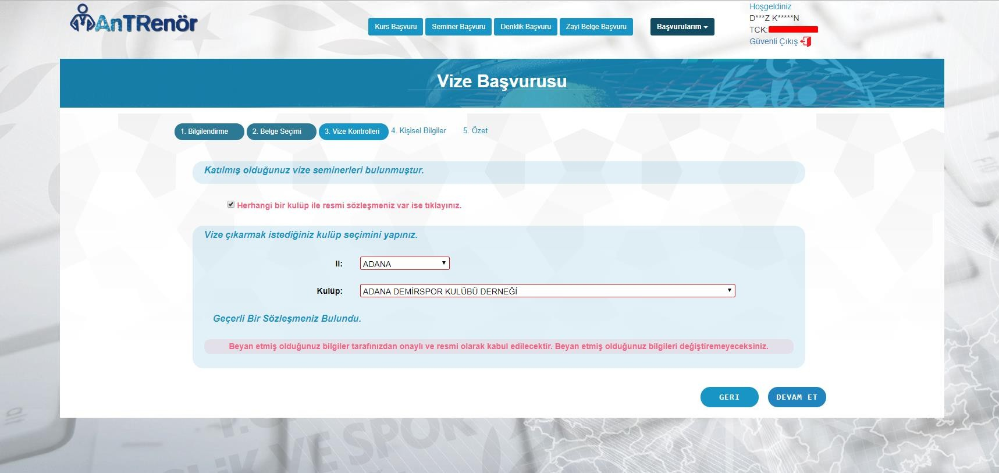 AnTRenör
Kurs Başvuru
Seminer Başvuru
Denklik Başvuru
Zayi Belge Başvuru
Başvurularım
Hoşgeldiniz
D***Z K*****N
TCK:
Güvenli Çıkış
Vize Başvurusu
1. Bilgilendirme
2. Belge Seçimi
3. Vize Kontrolleri
4. Kişisel Bilgiler
5. Özet
Katılmış olduğunuz vize seminerleri bulunmuştur.
Herhangi bir kulüp ile resmi sözleşmeniz var ise tıklayınız.
Vize çıkarmak istediğiniz kulüp seçimini yapınız.
Il:
ADANA
Kulüp:
ADANA DEMİRSPOR KULÜBÜ DERNEĞİ
Geçerli Bir Sözleşmeniz Bulundu.
Beyan etmiş olduğunuz bilgiler tarafınızdan onaylı ve resmi olarak kabul edilecektir. Beyan etmiş olduğunuz bilgileri değiştiremeyeceksiniz.
GERI
DEVAM ET
VE SPOR